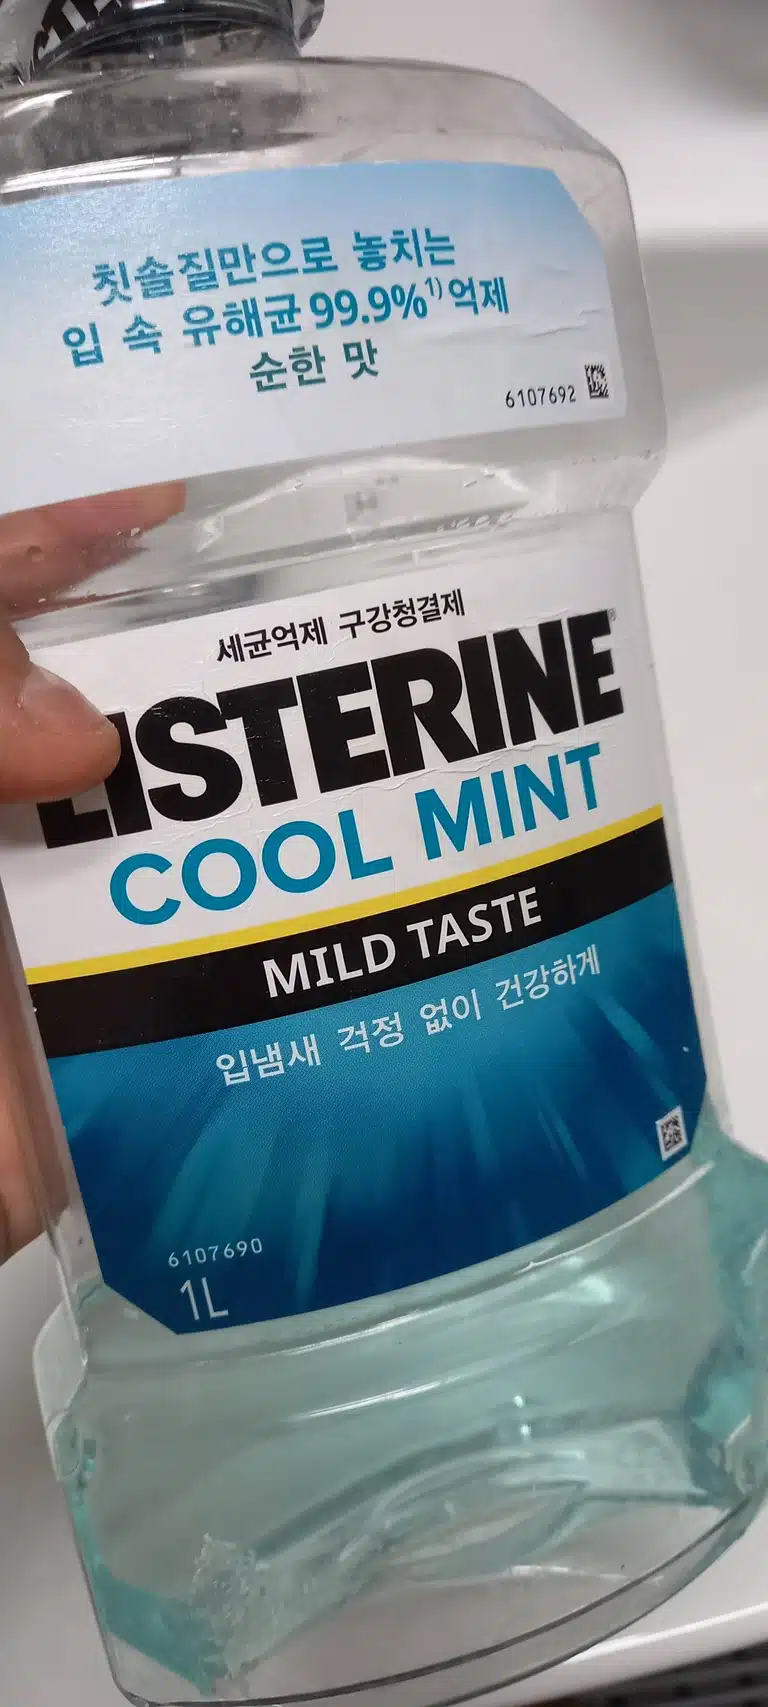 칫솔질만으로 놓치는
입 속 유해균 99.9%1) 억제
순한 맛
6107692
세균억제 구강청결제
LISTERINE®
COOL MINT
MILD TASTE
입냄새 걱정 없이 건강하게
6107690
1L